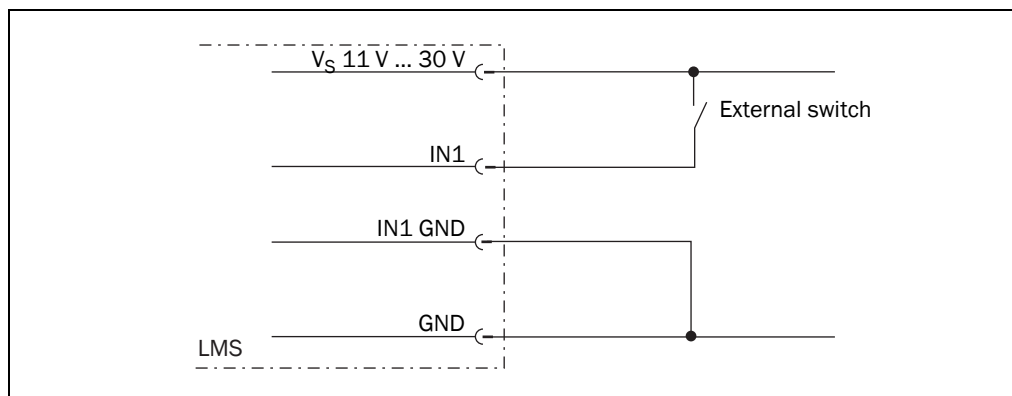 VS 11 V ... 30 V
External switch
IN1
IN1 GND
GND
LMS